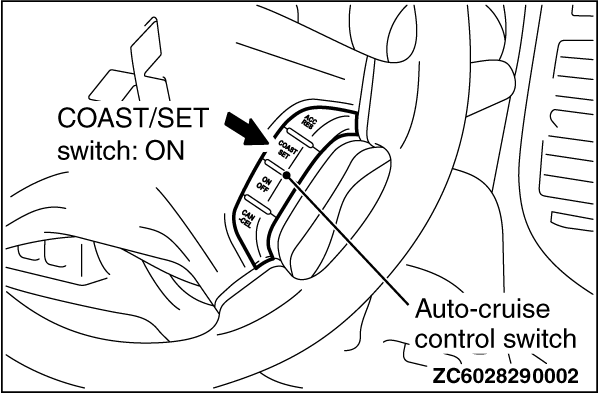 COAST/SET
switch: ON
ACC
RES
COAST
SET
ON
OFF
CAN
-CEL
Auto-cruise
control switch
ZC6028290002